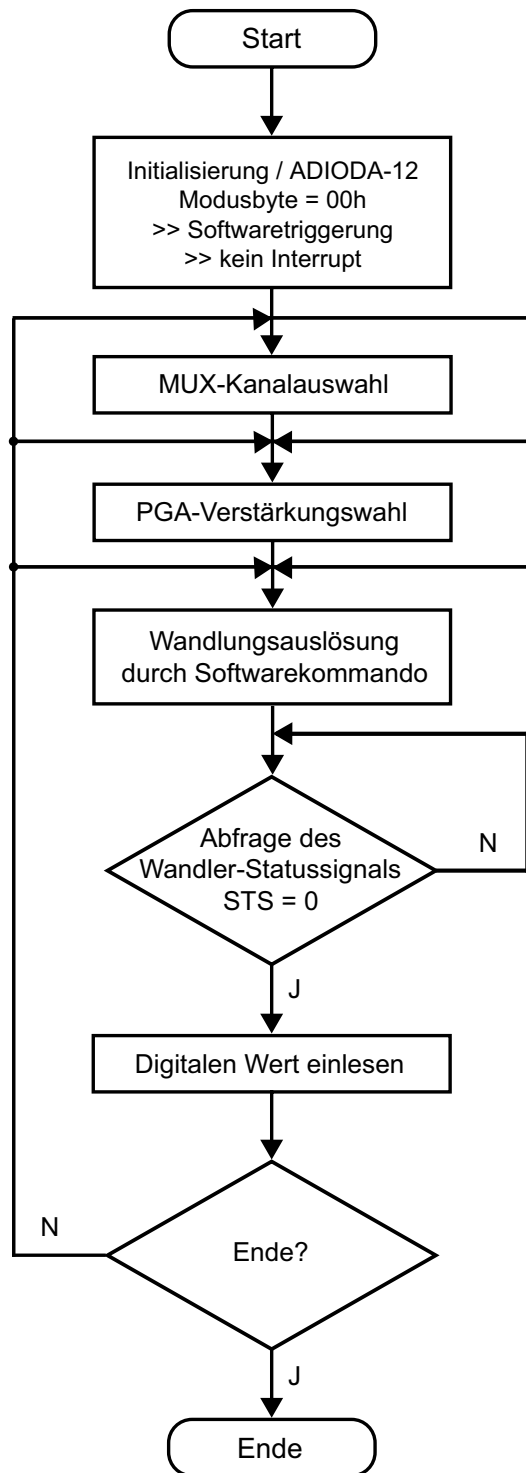 Start
Initialisierung / ADIODA-12
Modusbyte = 00h
>> Softwaretriggerung
>> kein Interrupt
MUX-Kanalauswahl
PGA-Verstärkungswahl
Wandlungsauslösung
durch Softwarekommando
Abfrage des
Wandler-Statussignals
STS = 0
N
J
Digitalen Wert einlesen
N
Ende?
J
Ende